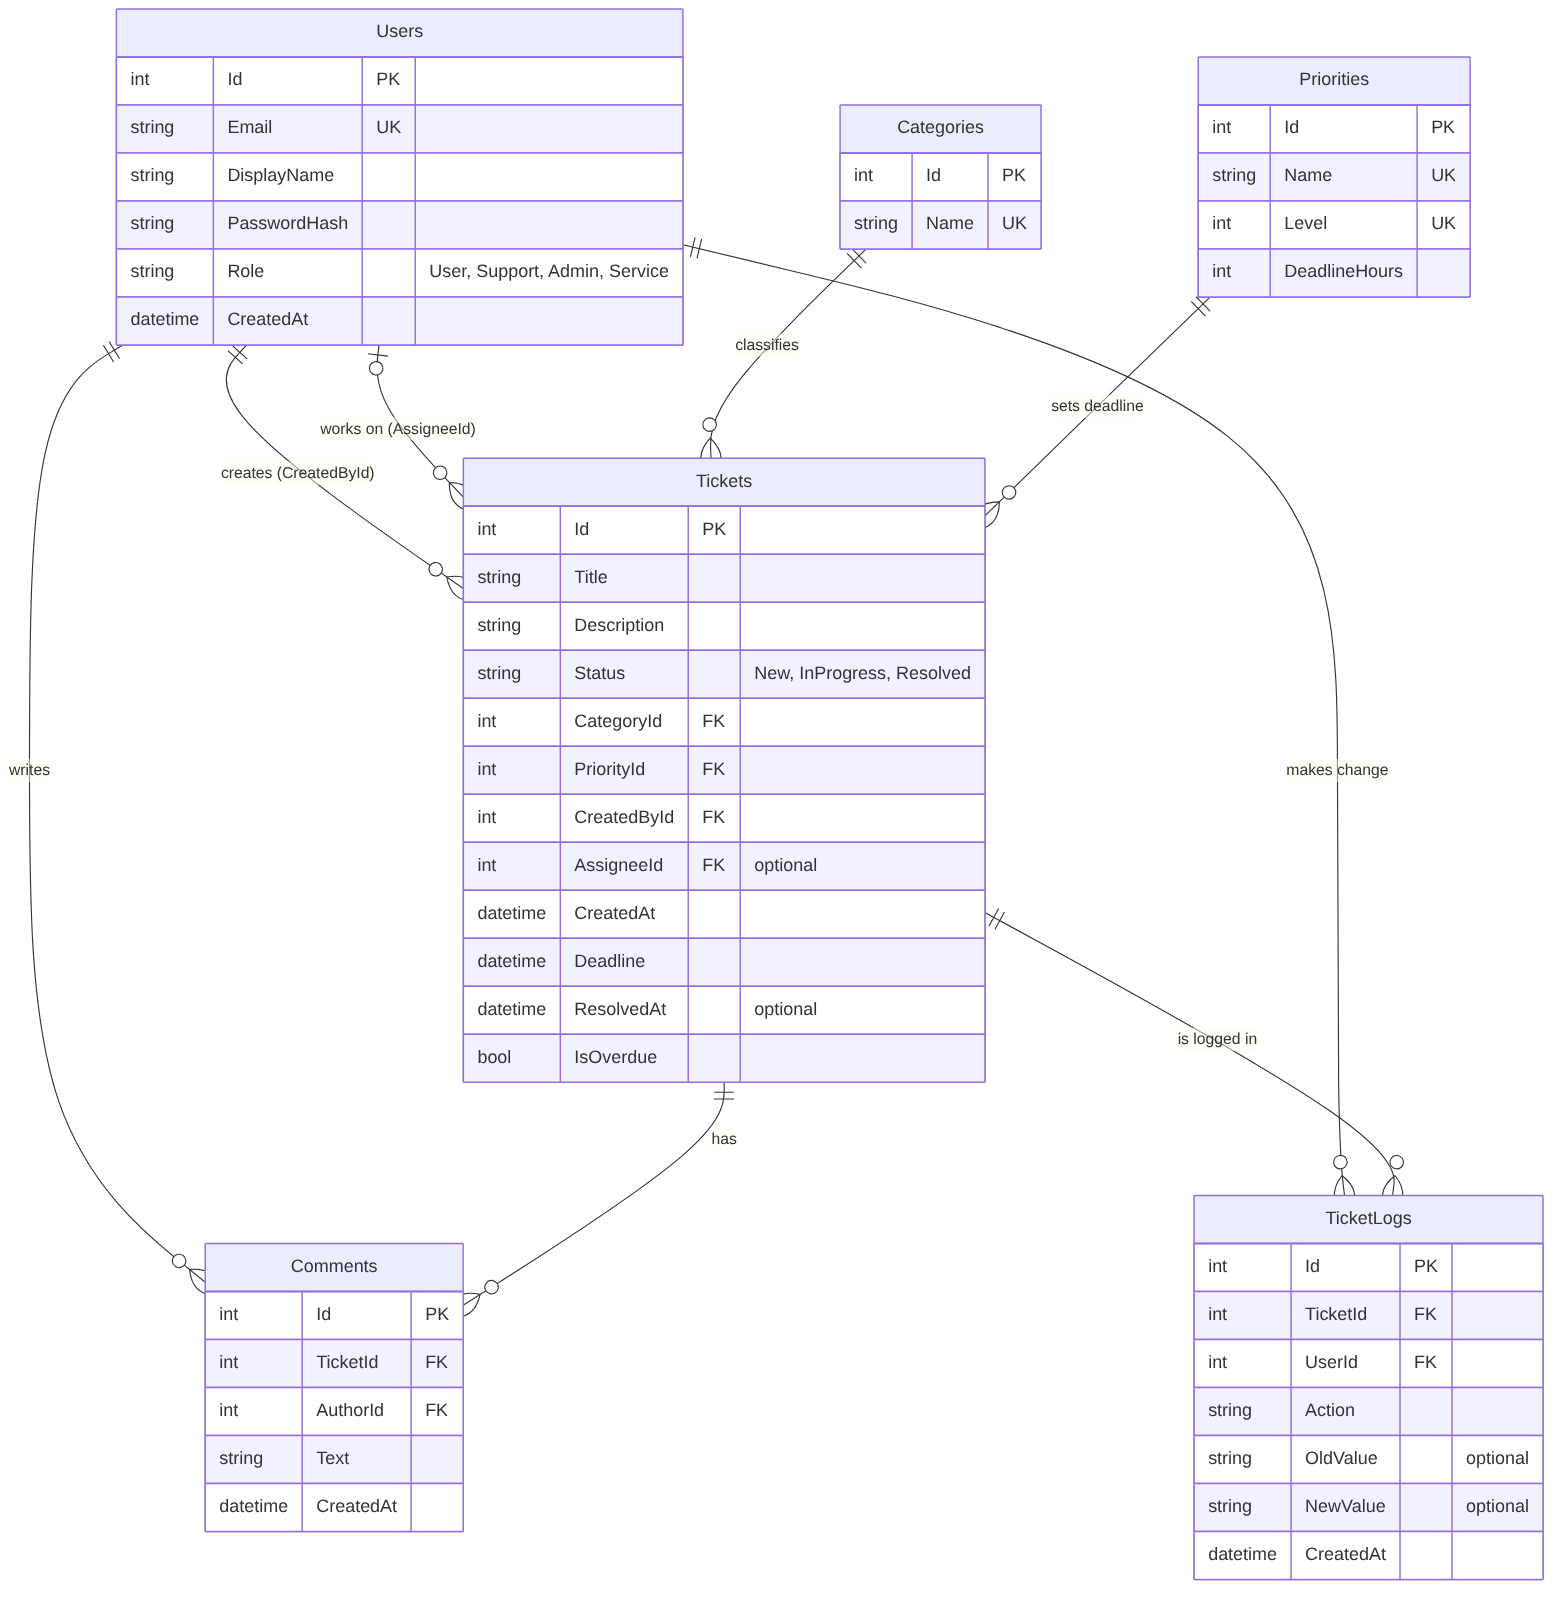 Users
int Id PK
string Email UK
string DisplayName
string PasswordHash
string Role User, Support, Admin, Service
datetime CreatedAt
Categories
int Id PK
string Name UK
Priorities
int Id PK
string Name UK
int Level UK
int DeadlineHours
classifies
sets deadline
works on (AssigneeId)
creates (CreatedById)
Tickets
int Id PK
string Title
string Description
string Status New, InProgress, Resolved
int CategoryId FK
int PriorityId FK
int CreatedById FK
int AssigneeId FK optional
datetime CreatedAt
datetime Deadline
datetime ResolvedAt optional
bool IsOverdue
writes
makes change
is logged in
has
Comments
int Id PK
int TicketId FK
int AuthorId FK
string Text
datetime CreatedAt
TicketLogs
int Id PK
int TicketId FK
int UserId FK
string Action
string OldValue optional
string NewValue optional
datetime CreatedAt